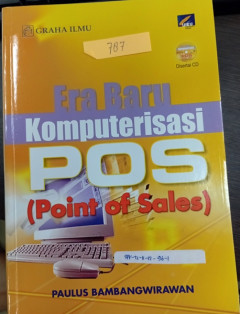 GRAHA ILMU
787
Disertai CD
Era Baru
Komputerisasi
POS
(Point of Sales)
PAULUS BAMBANGWIRAWAN